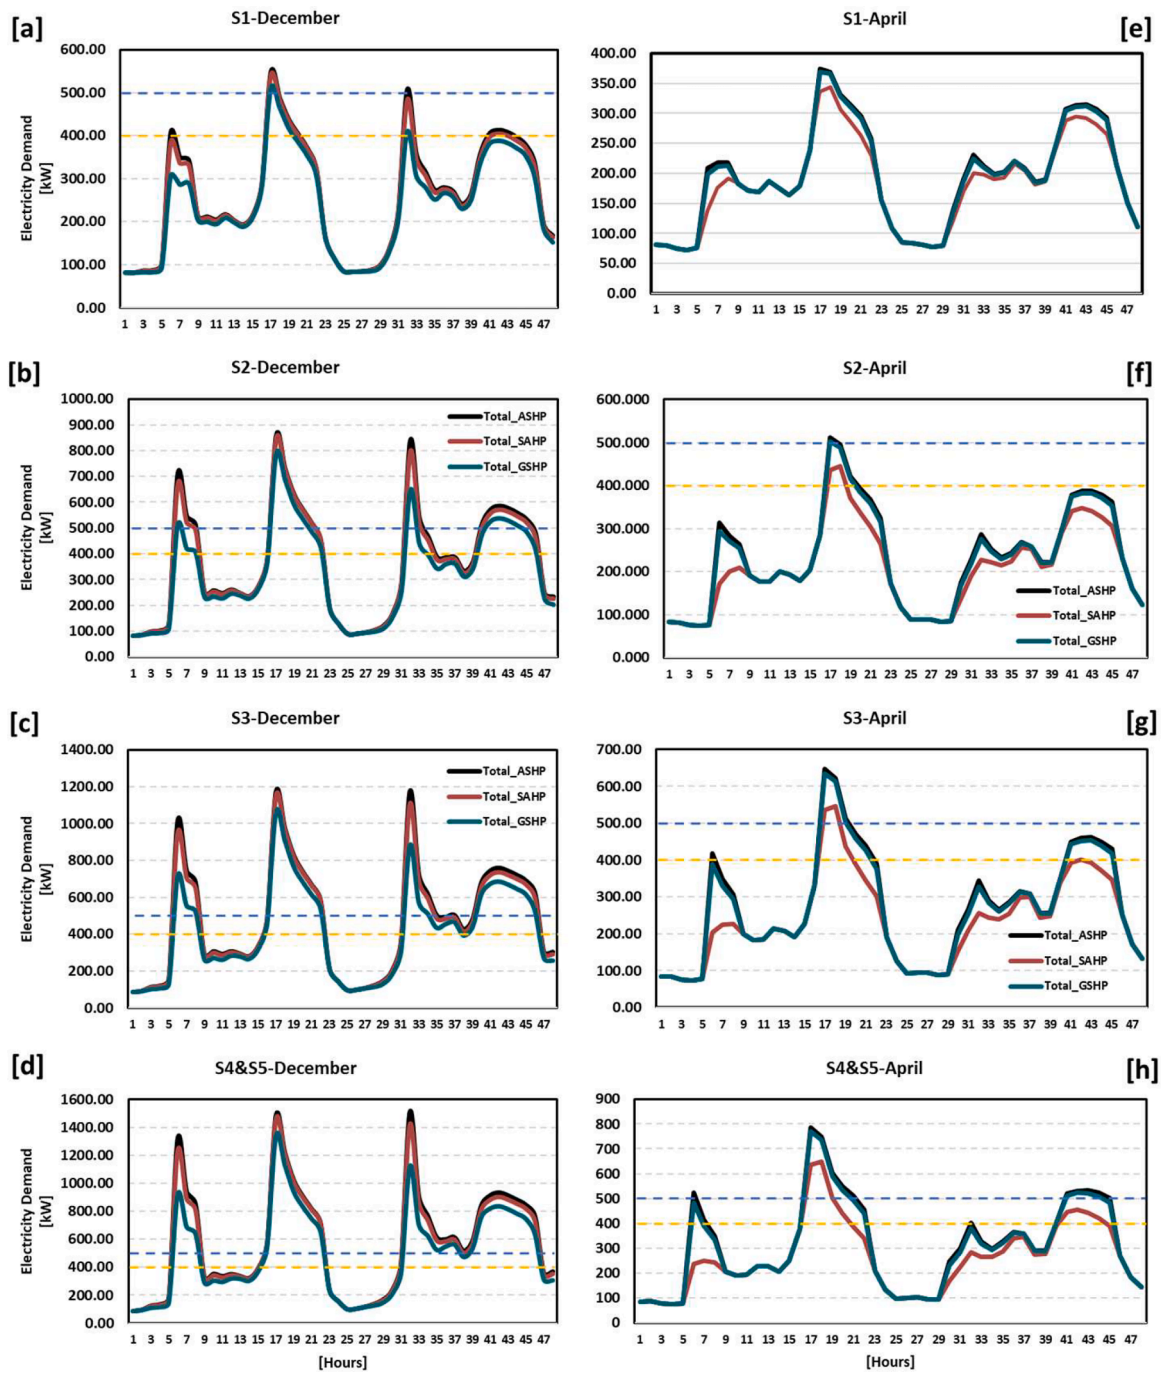 [a]
S1-December
600.00
500.00
400.00
300.00
200.00
100.00
0.00
Electricity Demand
[kW]
1 3 5 7 9 11 13 15 17 19 21 23 25 27 29 31 33 35 37 39 41 43 45 47
S1-April
[e]
400.00
350.00
300.00
250.00
200.00
150.00
100.00
50.00
0.00
1 3 5 7 9 11 13 15 17 19 21 23 25 27 29 31 33 35 37 39 41 43 45 47
[b]
S2-December
1000.00
900.00
800.00
700.00
600.00
500.00
400.00
300.00
200.00
100.00
0.00
Electricity Demand
[kW]
Total_ASHP
Total_SAHP
Total_GSHP
1 3 5 7 9 11 13 15 17 19 21 23 25 27 29 31 33 35 37 39 41 43 45 47
S2-April
[f]
600.000
500.000
400.000
300.000
200.000
100.000
0.000
Total_ASHP
Total_SAHP
Total_GSHP
1 3 5 7 9 11 13 15 17 19 21 23 25 27 29 31 33 35 37 39 41 43 45 47
[c]
S3-December
1400.00
1200.00
1000.00
800.00
600.00
400.00
200.00
0.00
Electricity Demand
[kW]
Total_ASHP
Total_SAHP
Total_GSHP
1 3 5 7 9 11 13 15 17 19 21 23 25 27 29 31 33 35 37 39 41 43 45 47
S3-April
[g]
700.00
600.00
500.00
400.00
300.00
200.00
100.00
0.00
Total_ASHP
Total_SAHP
Total_GSHP
1 3 5 7 9 11 13 15 17 19 21 23 25 27 29 31 33 35 37 39 41 43 45 47
[d]
S4&S5-December
1600.00
1400.00
1200.00
1000.00
800.00
600.00
400.00
200.00
0.00
Electricity Demand
[kW]
1 3 5 7 9 11 13 15 17 19 21 23 25 27 29 31 33 35 37 39 41 43 45 47
[Hours]
S4&S5-April
[h]
900
800
700
600
500
400
300
200
100
0
1 3 5 7 9 11 13 15 17 19 21 23 25 27 29 31 33 35 37 39 41 43 45 47
[Hours]